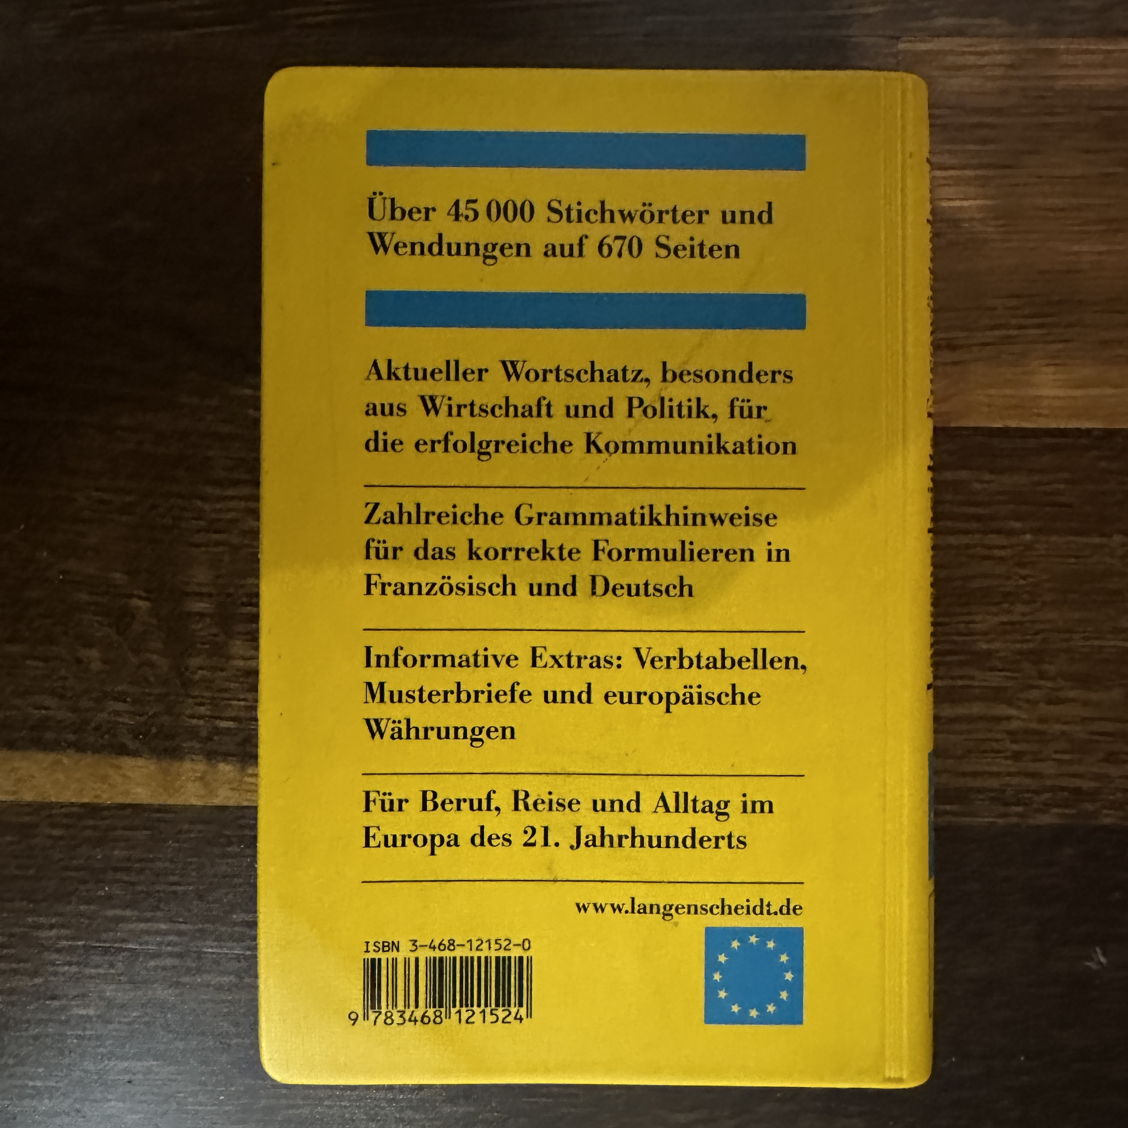 Über 45 000 Stichwörter und
Wendungen auf 670 Seiten
Aktueller Wortschatz, besonders
aus Wirtschaft und Politik, für
die erfolgreiche Kommunikation
Zahlreiche Grammatikhinweise
für das korrekte Formulieren in
Französisch und Deutsch
Informative Extras: Verbtabellen,
Musterbriefe und europäische
Währungen
Für Beruf, Reise und Alltag im
Europa des 21. Jahrhunderts
www.langenscheidt.de
ISBN 3-468-12152-0
9 783468 121524